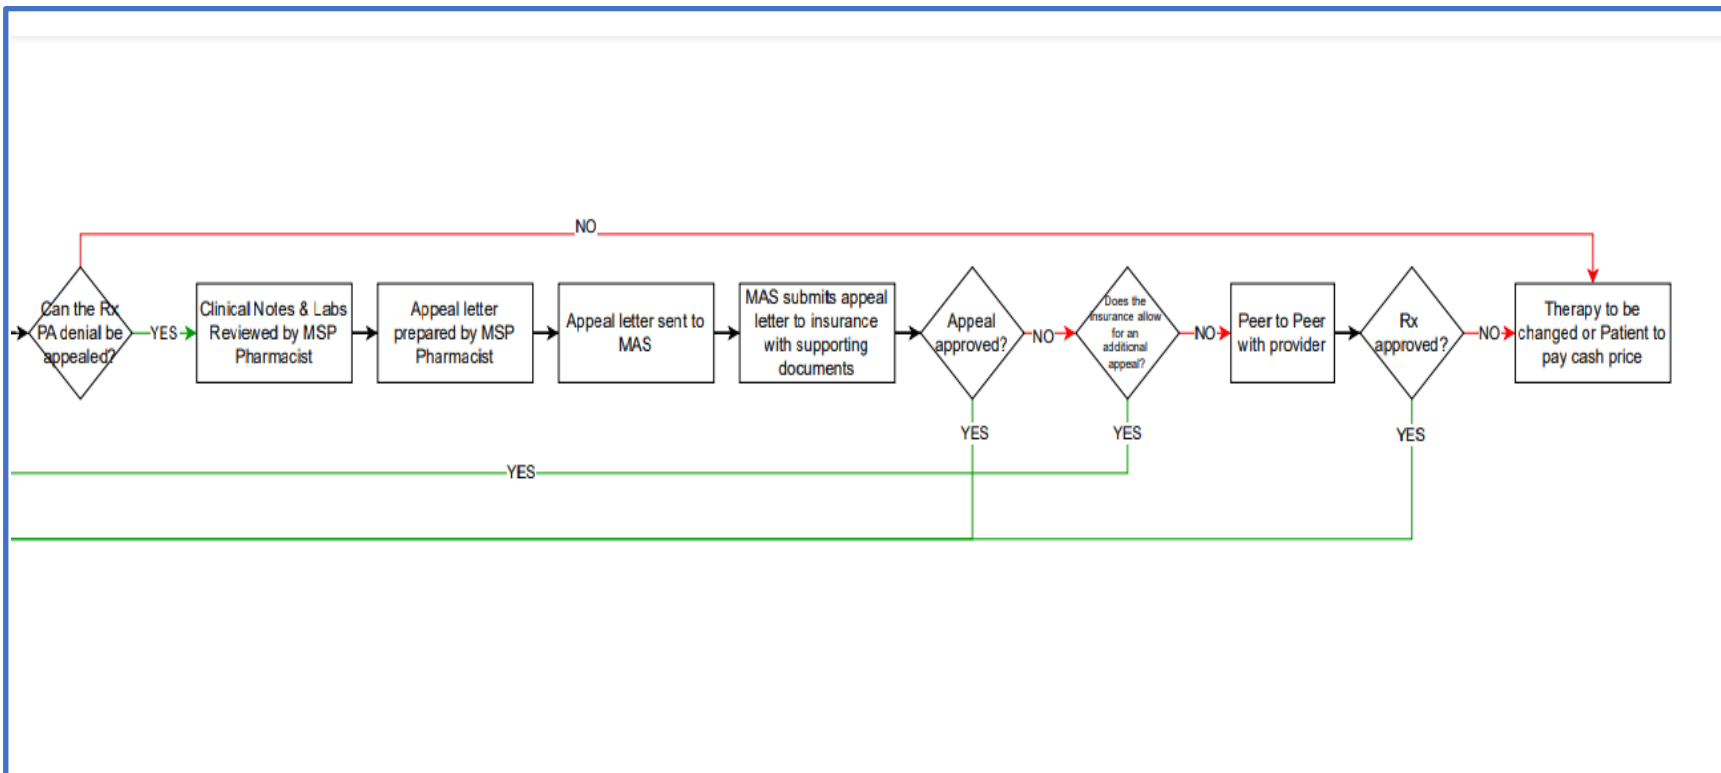 NO
Can the Rx
PA denial be
appealed?
YES
Clinical Notes & Labs
Reviewed by MSP
Pharmacist
Appeal letter
prepared by MSP
Pharmacist
Appeal letter sent to
MAS
MAS submits appeal
letter to insurance
with supporting
documents
Appeal
approved?
NO
Does the
insurance allow
for an
additional
appeal?
NO
Peer to Peer
with provider
Rx
approved?
NO
Therapy to be
changed or Patient to
pay cash price
YES
YES
YES
YES